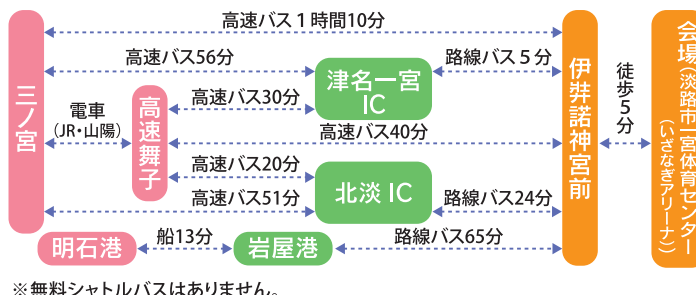 高速バス１時間10分
高速バス56分
路線バス５分
三ノ宮
電車
(JR・山陽)
高速舞子
高速バス30分
津名一宮
IC
高速バス40分
高速バス20分
高速バス51分
北淡 IC
路線バス24分
伊弉諾神宮前
徒歩５分
会場(淡路市一宮体育センター
(いざなぎアリーナ))
明石港
船13分
岩屋港
路線バス65分
※無料シャトルバスはありません。